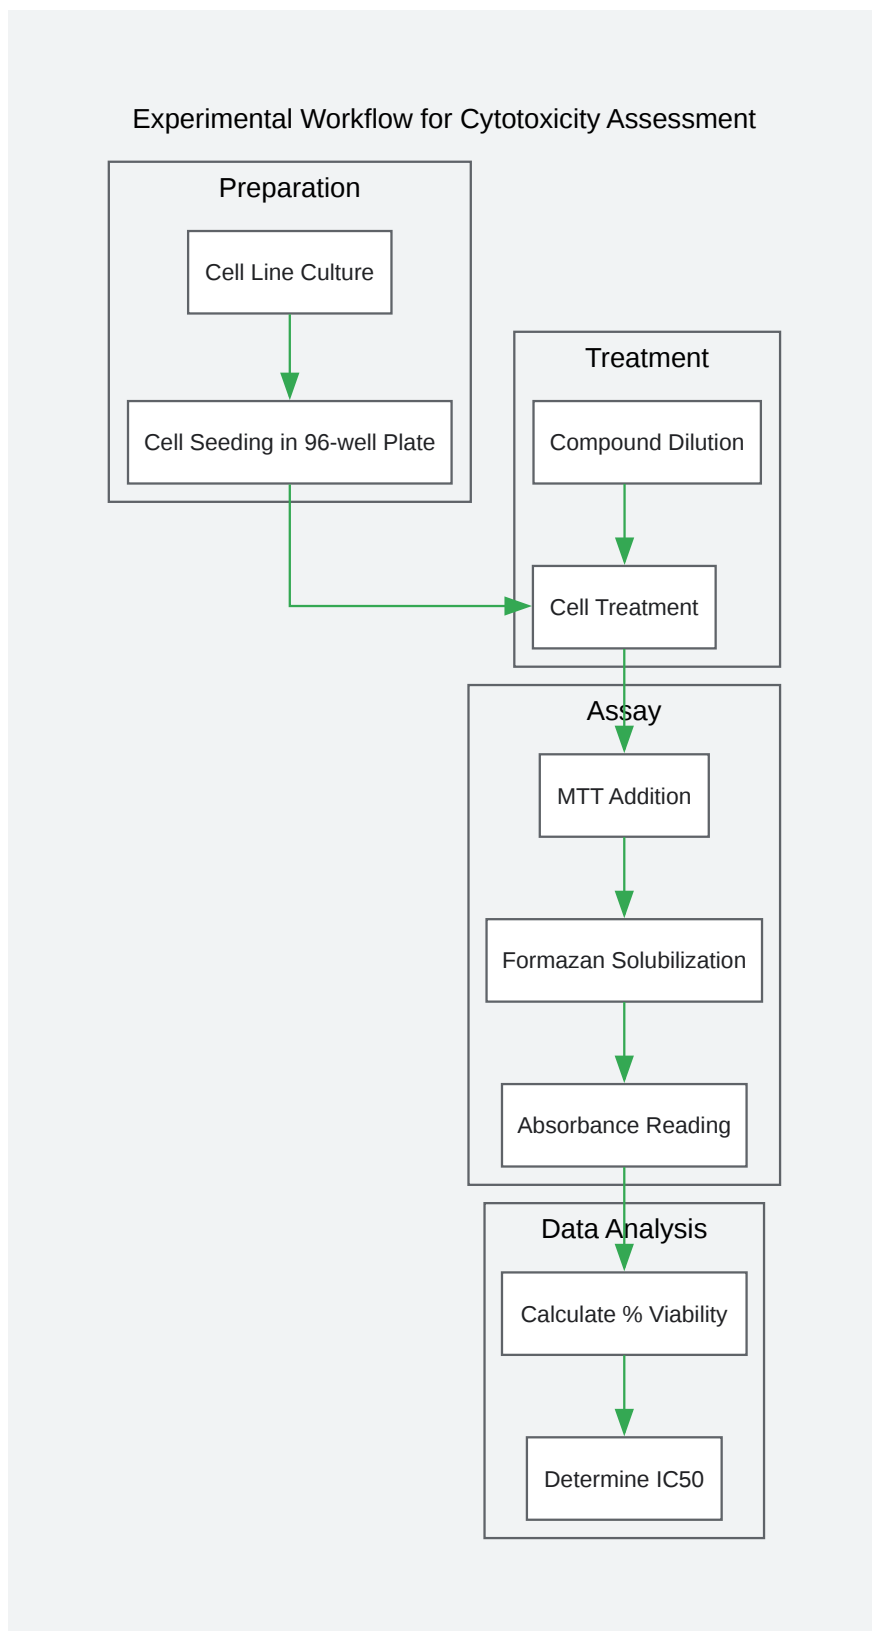 Experimental Workflow for Cytotoxicity Assessment
Preparation
Cell Line Culture
Cell Seeding in 96-well Plate
Treatment
Compound Dilution
Cell Treatment
Assay
MTT Addition
Formazan Solubilization
Absorbance Reading
Data Analysis
Calculate % Viability
Determine IC50